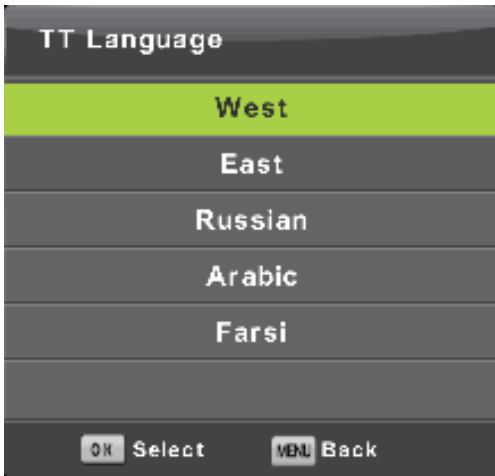 TT Language
West
East
Russian
Arabic
Farsi
OK Select MENU Back